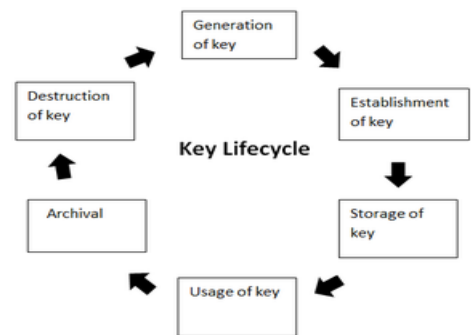 Generation
of key
Destruction
of key
Establishment
of key
Key Lifecycle
Archival
Storage of
key
Usage of key